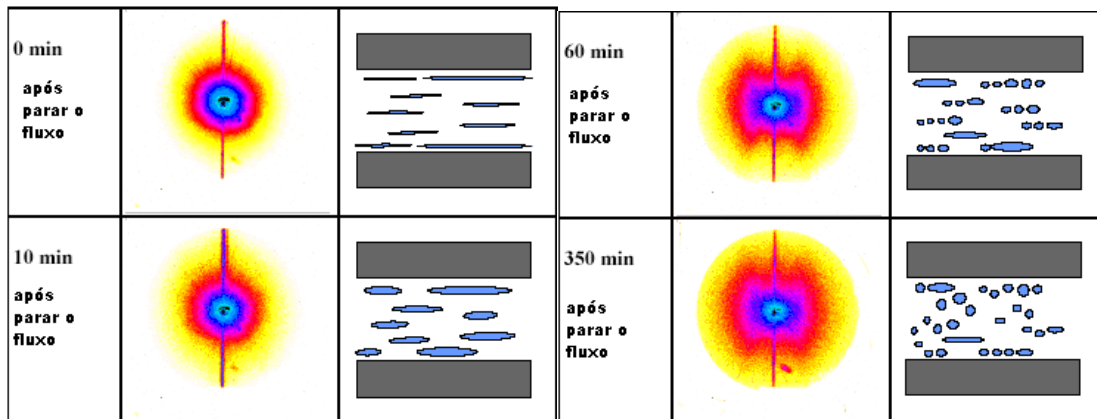 0 min
após
parar o
fluxo
10 min
após
parar o
fluxo
60 min
após
parar o
fluxo
350 min
após
parar o
fluxo